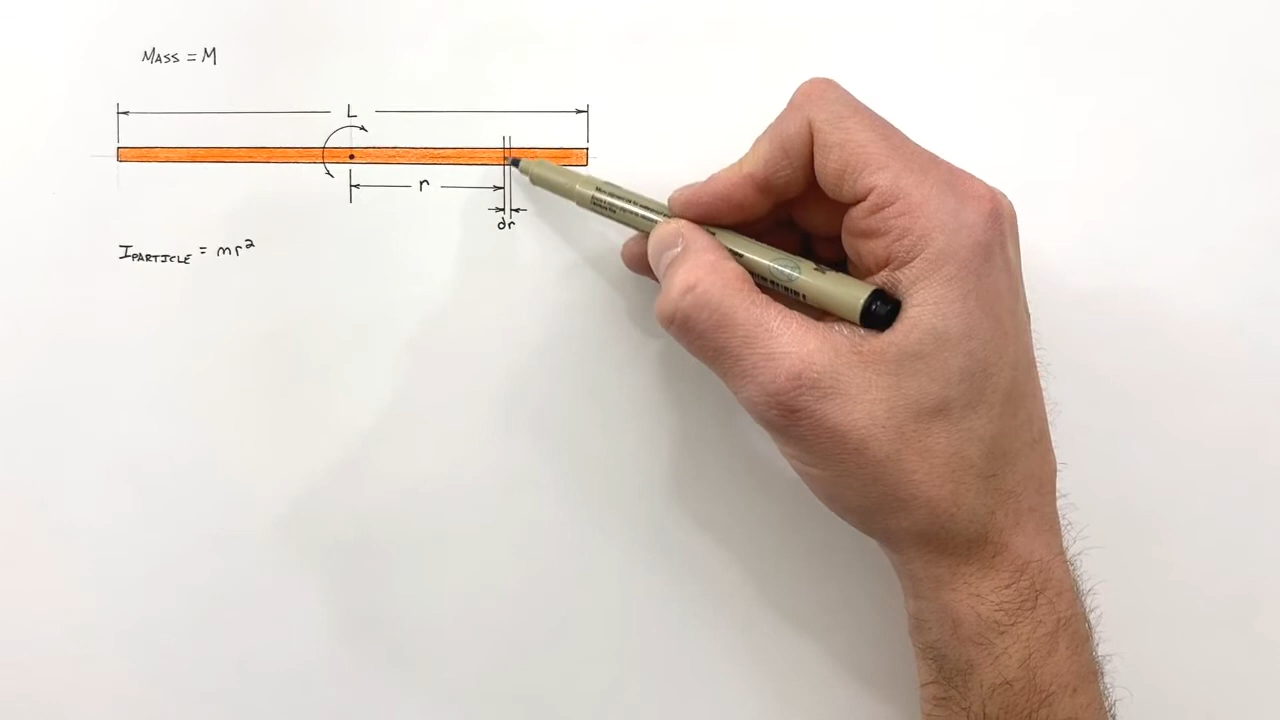 MASS = M
L
r
dr
IPARTICLE = mr²